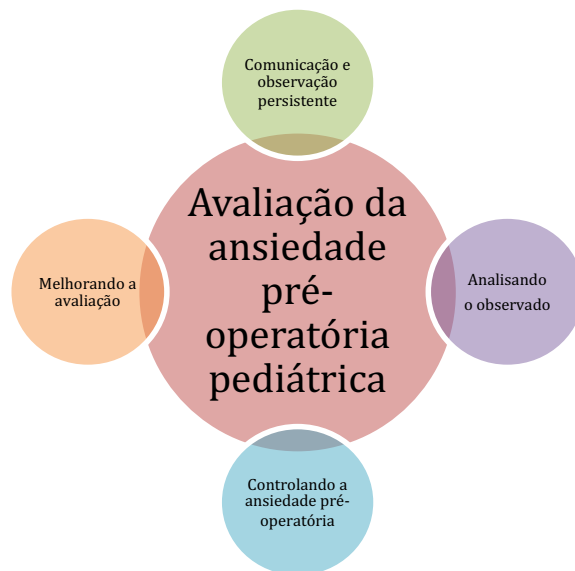 Comunicação e
observação
persistente
Avaliação da
ansiedade
pré-
operatória
pediátrica
Melhorando a
avaliação
Analisando
o observado
Controlando a
ansiedade pré-
operatória